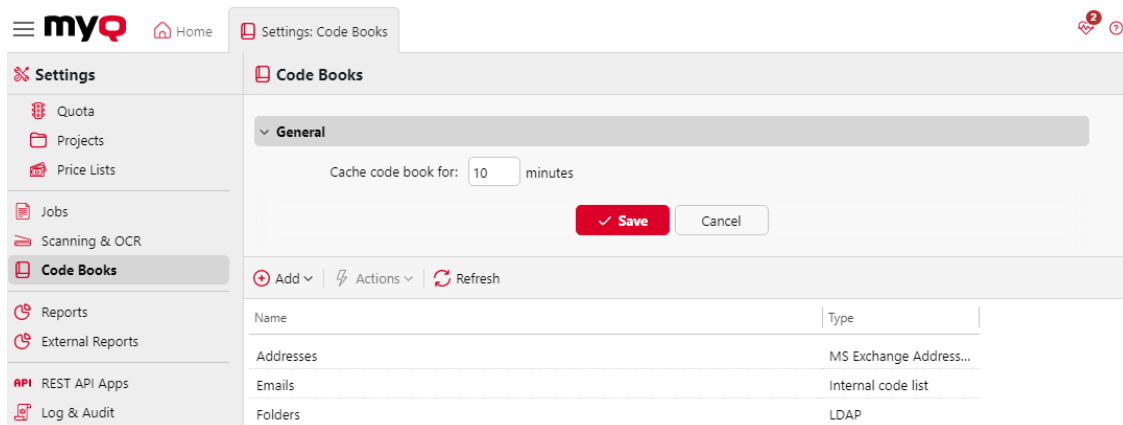 myQ
Home
Settings: Code Books
2
?
Settings
Code Books
Quota
Projects
Price Lists
General
Cache code book for: 10 minutes
Save
Cancel
Jobs
Scanning & OCR
Code Books
Add
Actions
Refresh
Reports
External Reports
Name
Type
Addresses
MS Exchange Address...
API REST API Apps
Emails
Internal code list
Log & Audit
Folders
LDAP